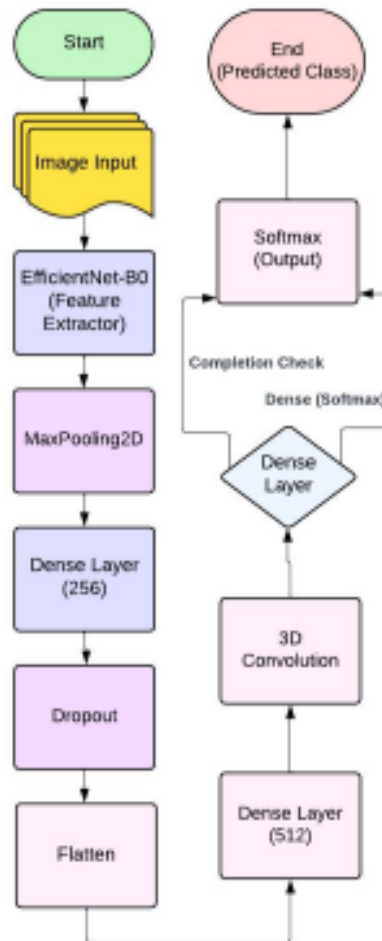 Start
Image Input
EfficientNet-B0
(Feature
Extractor)
MaxPooling2D
Dense Layer
(256)
Dropout
Flatten
Dense Layer
(512)
3D
Convolution
Dense
Layer
Completion Check
Dense (Softmax)
Softmax
(Output)
End
(Predicted Class)